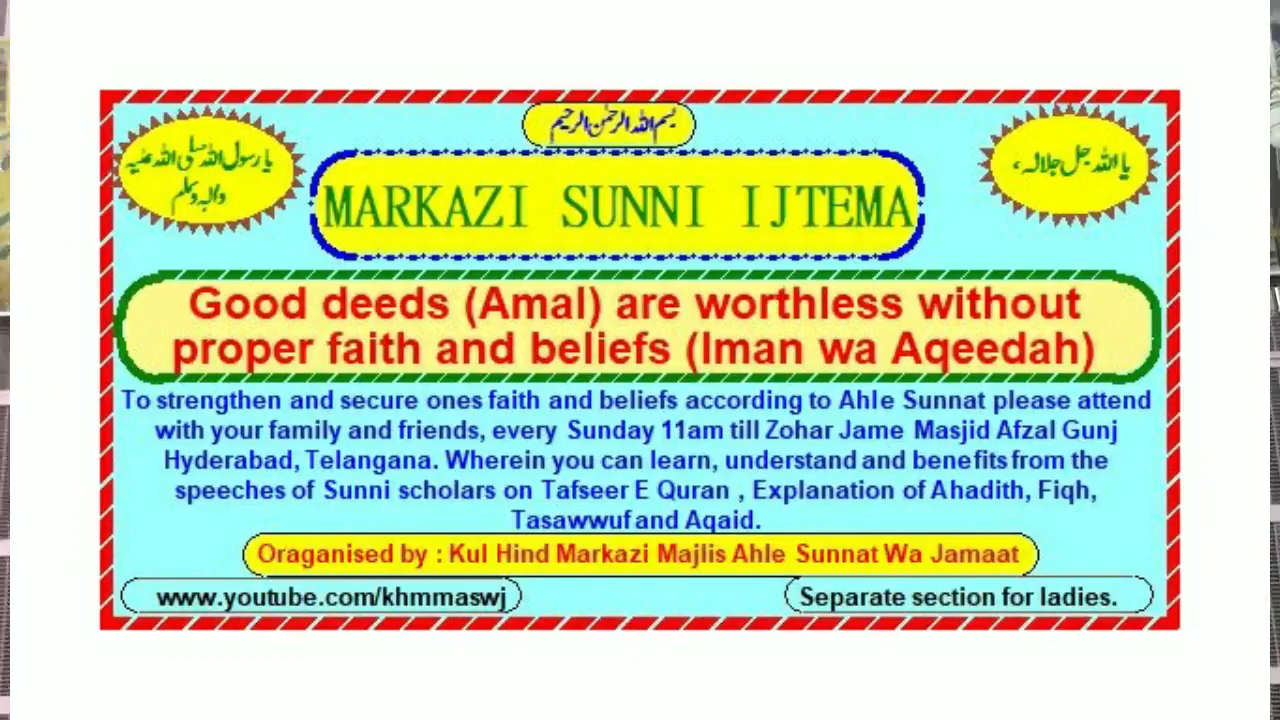 بسم اللہ الرحمٰن الرحیم
یا رسول اللہ صلی اللہ علیہ
والہ وسلم
یا اللہ جل جلالہ،
MARKAZI SUNNI IJTEMA
Good deeds (Amal) are worthless without
proper faith and beliefs (Iman wa Aqeedah)
To strengthen and secure ones faith and beliefs according to Ahle Sunnat please attend
with your family and friends, every Sunday 11am till Zohar Jame Masjid Afzal Gunj
Hyderabad, Telangana. Wherein you can learn, understand and benefits from the
speeches of Sunni scholars on Tafseer E Quran , Explanation of Ahadith, Fiqh,
Tasawwuf and Aqaid.
Oraganised by : Kul Hind Markazi Majlis Ahle Sunnat Wa Jamaat
www.youtube.com/khmmaswj
Separate section for ladies.